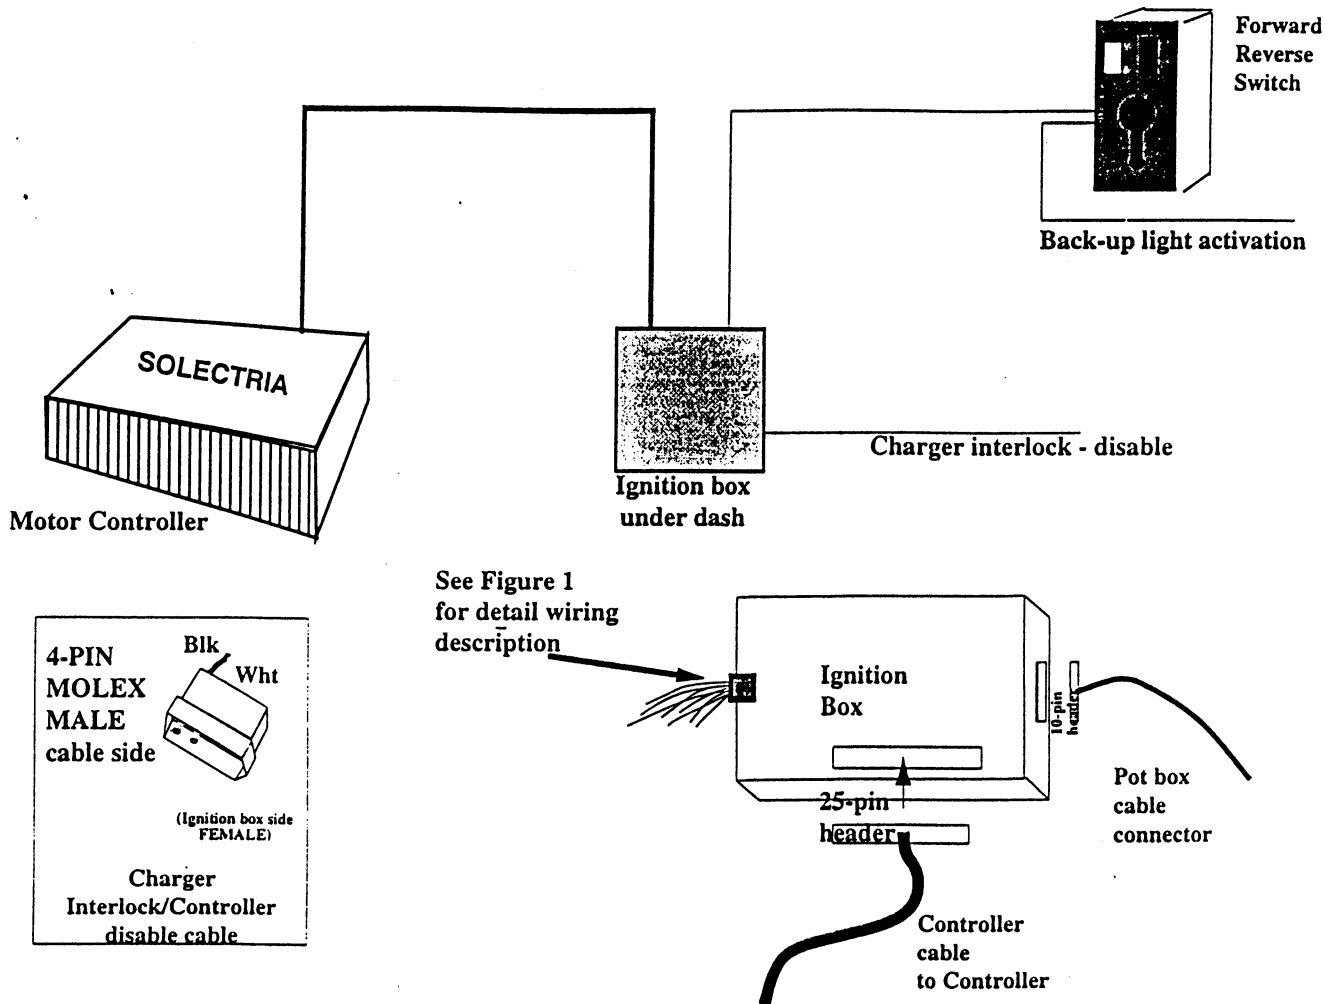 Forward
Reverse
Switch
Back-up light activation
SOLECTRIA
Motor Controller
Charger interlock - disable
Ignition box
under dash
See Figure 1
for detail wiring
description
Ignition
Box
10-pin
header
25-pin
header
Pot box
cable
connector
Controller
cable
to Controller
4-PIN
MOLEX
MALE
cable side
Blk
Wht
(Ignition box side
FEMALE)
Charger
Interlock/Controller
disable cable